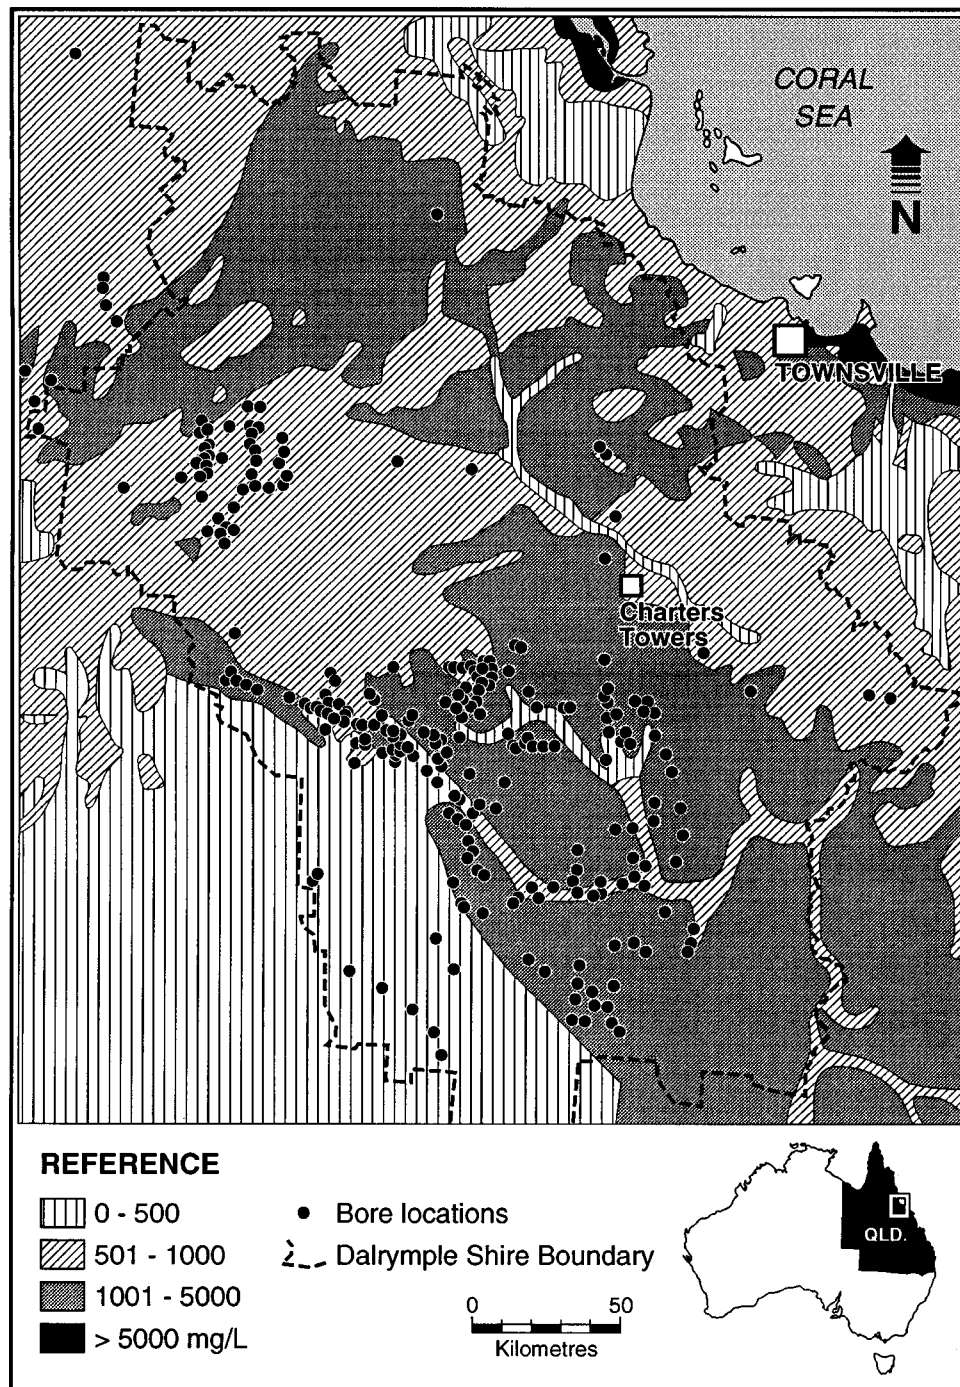 CORAL
SEA
N
TOWNSVILLE
Charters
Towers
REFERENCE
0 - 500
501 - 1000
1001 - 5000
> 5000 mg/L
Bore locations
Dalrymple Shire Boundary
0 50
Kilometres
QLD.